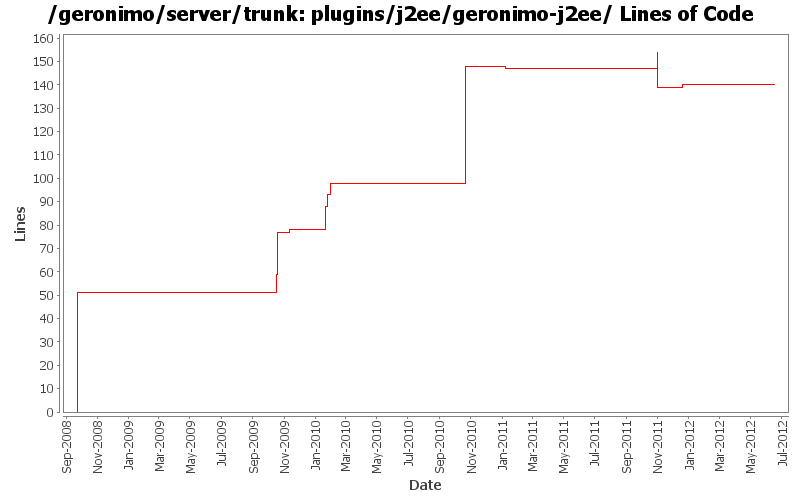 /geronimo/server/trunk: plugins/j2ee/geronimo-j2ee/ Lines of Code
160
150
140
130
120
110
100
90
80
70
60
50
40
30
20
10
0
Lines
Sep-2008
Nov-2008
Jan-2009
Mar-2009
May-2009
Jul-2009
Sep-2009
Nov-2009
Jan-2010
Mar-2010
May-2010
Jul-2010
Sep-2010
Nov-2010
Jan-2011
Mar-2011
May-2011
Jul-2011
Sep-2011
Nov-2011
Jan-2012
Mar-2012
May-2012
Jul-2012
Date